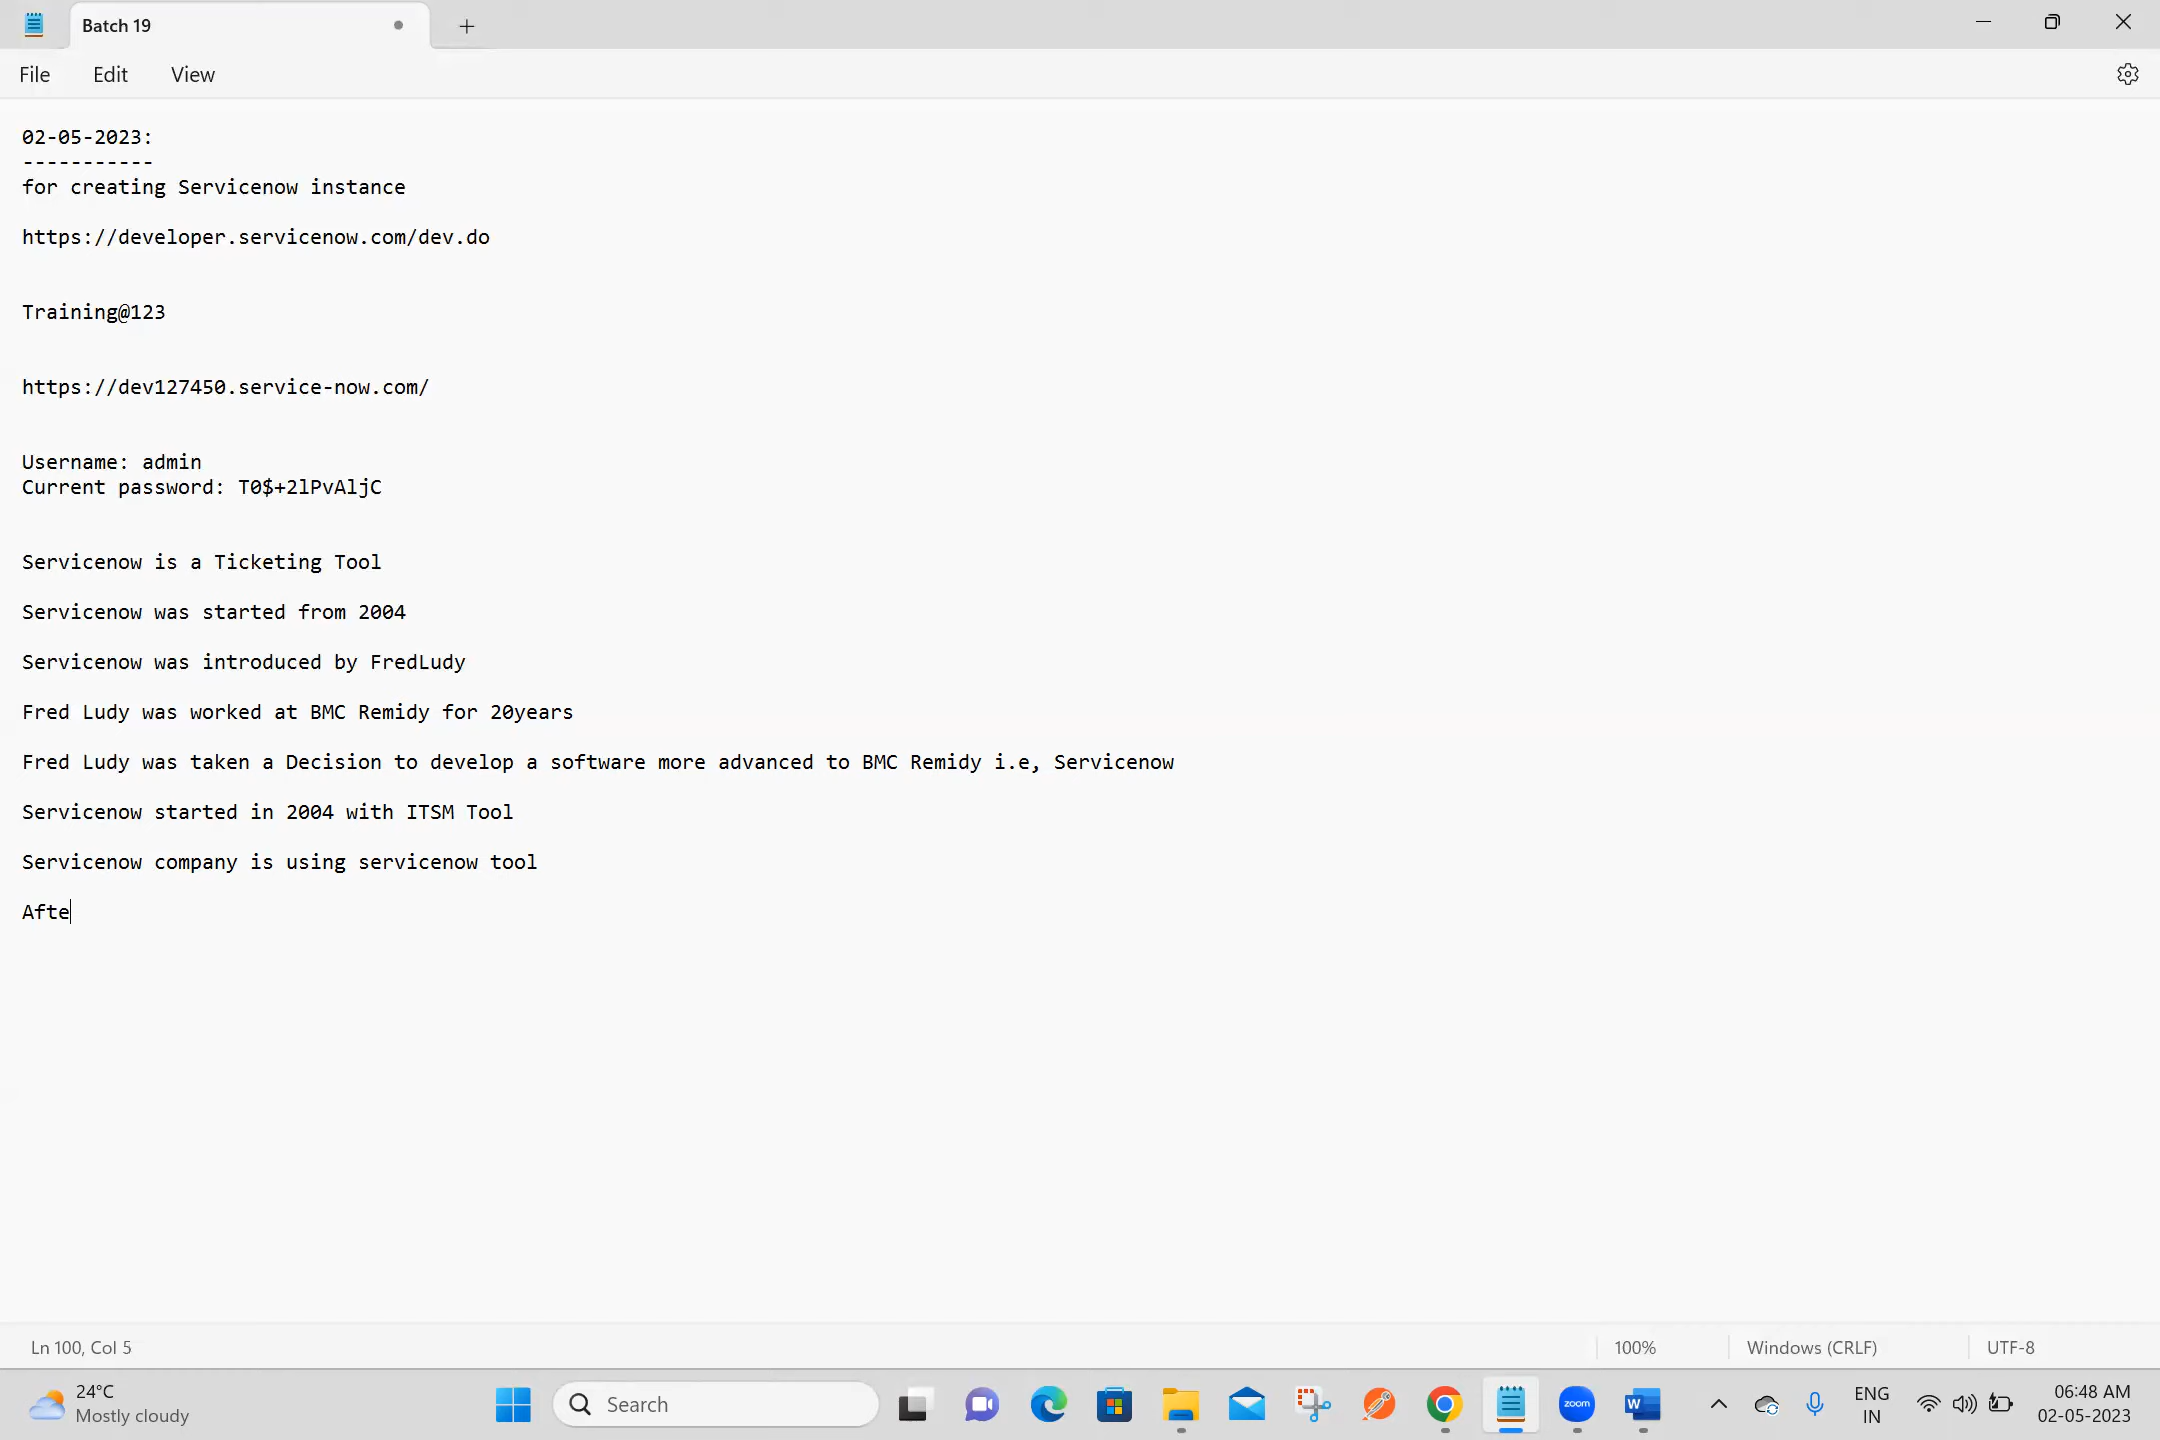 Batch 19
File Edit View
02-05-2023:
-----------
for creating Servicenow instance
https://developer.servicenow.com/dev.do
Training@123
https://dev127450.service-now.com/
Username: admin
Current password: T0$+2lPvAljC
Servicenow is a Ticketing Tool
Servicenow was started from 2004
Servicenow was introduced by FredLudy
Fred Ludy was worked at BMC Remidy for 20years
Fred Ludy was taken a Decision to develop a software more advanced to BMC Remidy i.e, Servicenow
Servicenow started in 2004 with ITSM Tool
Servicenow company is using servicenow tool
Afte
Ln 100, Col 5 100% Windows (CRLF) UTF-8
24°C
Mostly cloudy
Search
zoom
W
ENG
IN
06:48 AM
02-05-2023